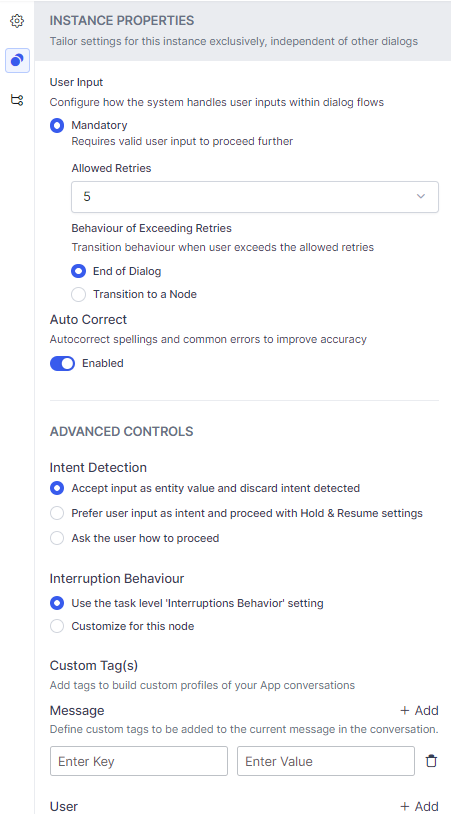 INSTANCE PROPERTIES
Tailor settings for this instance exclusively, independent of other dialogs
User Input
Configure how the system handles user inputs within dialog flows
Mandatory
Requires valid user input to proceed further
Allowed Retries
5
Behaviour of Exceeding Retries
Transition behaviour when user exceeds the allowed retries
End of Dialog
Transition to a Node
Auto Correct
Autocorrect spellings and common errors to improve accuracy
Enabled
ADVANCED CONTROLS
Intent Detection
Accept input as entity value and discard intent detected
Prefer user input as intent and proceed with Hold & Resume settings
Ask the user how to proceed
Interruption Behaviour
Use the task level 'Interruptions Behavior' setting
Customize for this node
Custom Tag(s)
Add tags to build custom profiles of your App conversations
Message + Add
Define custom tags to be added to the current message in the conversation.
Enter Key Enter Value
User + Add